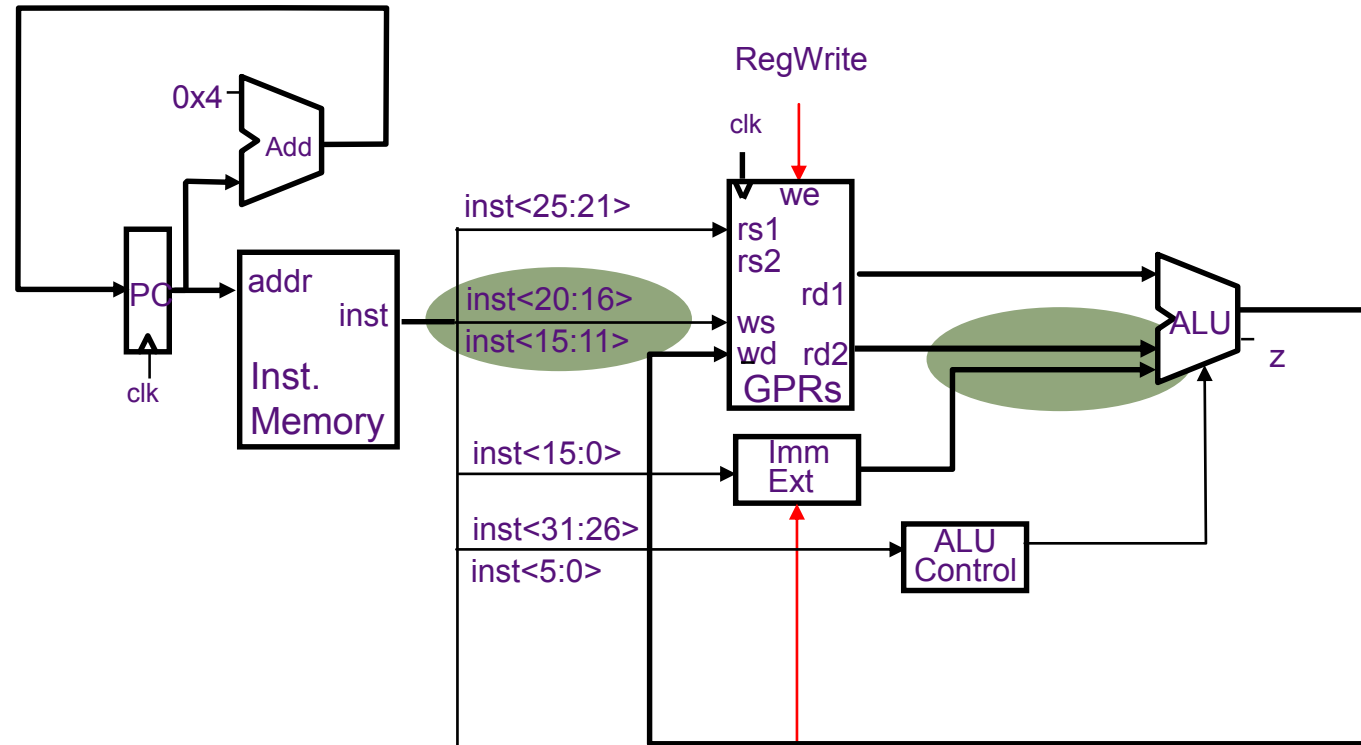 RegWrite
0x4
Add
clk
we
inst<25:21>
rs1
rs2
PC
addr
inst
inst<20:16>
inst<15:11>
rd1
ws
wd
rd2
GPRs
ALU
z
clk
Inst.
Memory
inst<15:0>
Imm
Ext
inst<31:26>
inst<5:0>
ALU
Control